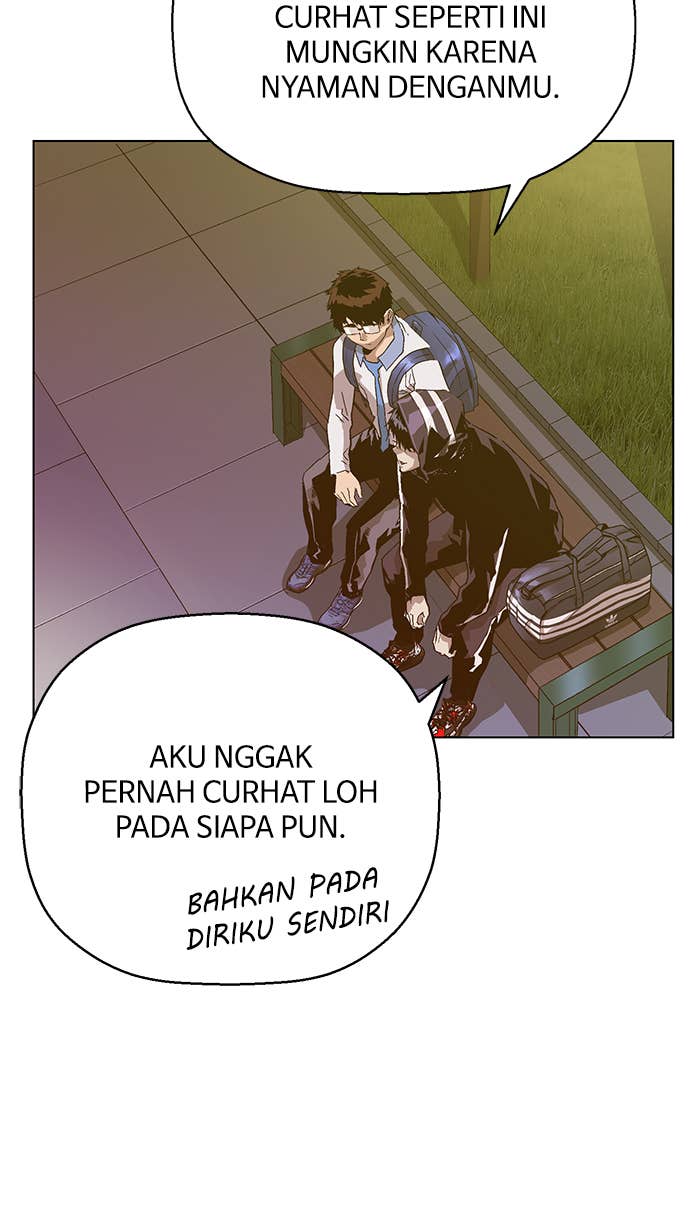 CURHAT SEPERTI INI
MUNGKIN KARENA
NYAMAN DENGANMU.
AKU NGGAK
PERNAH CURHAT LOH
PADA SIAPA PUN.
BAHKAN PADA
DIRIKU SENDIRI